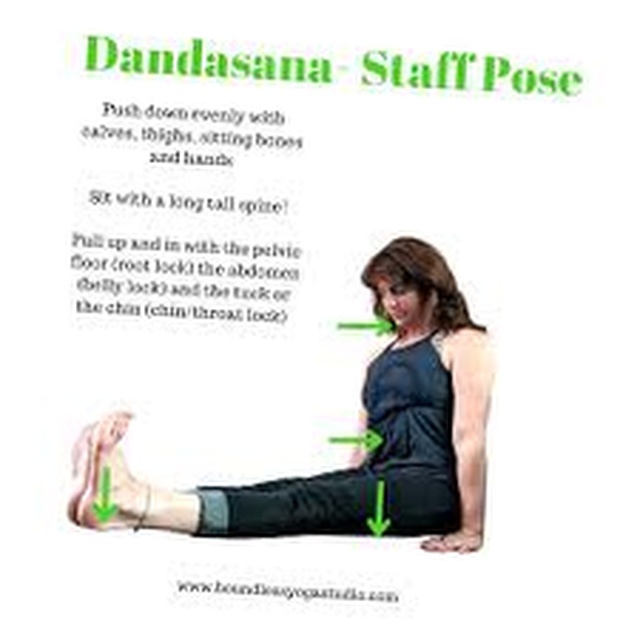 Dandasana- Staff Pose
Push down evenly with
calves, thighs, sitting bones
and hands
Sit with a long tall spine!
Pull up and in with the pelvic
floor (root lock) the abdomen
(belly lock) and the tuck or
the chin (chin/throat lock)
www.boundlessyogastudio.com